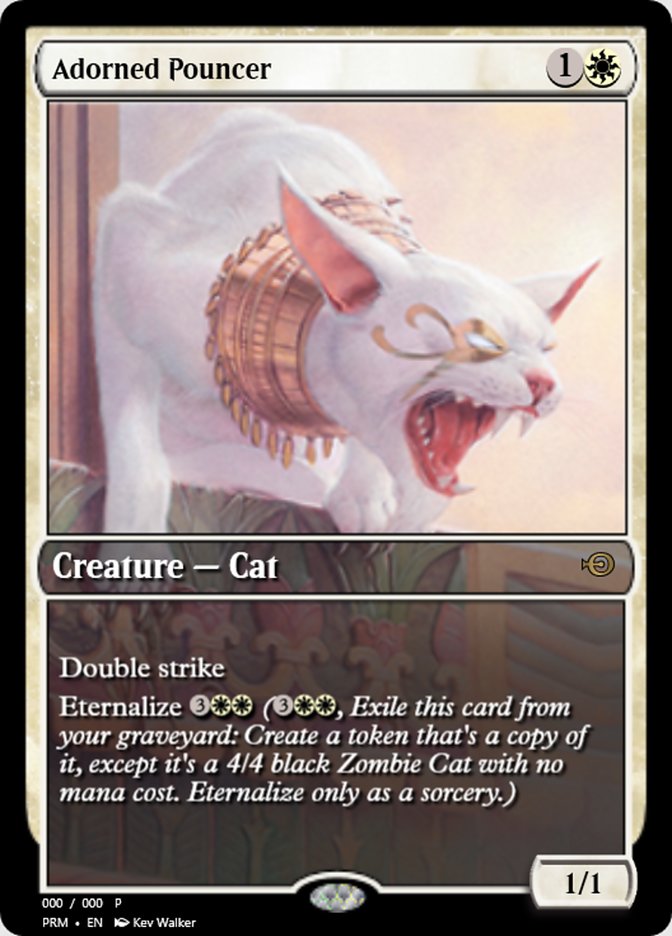 Adorned Pouncer 1
Creature — Cat
Double strike
Eternalize 3 (3, Exile this card from
your graveyard: Create a token that's a copy of
it, except it's a 4/4 black Zombie Cat with no
mana cost. Eternalize only as a sorcery.)
1/1
000 / 000 P
PRM • EN Kev Walker